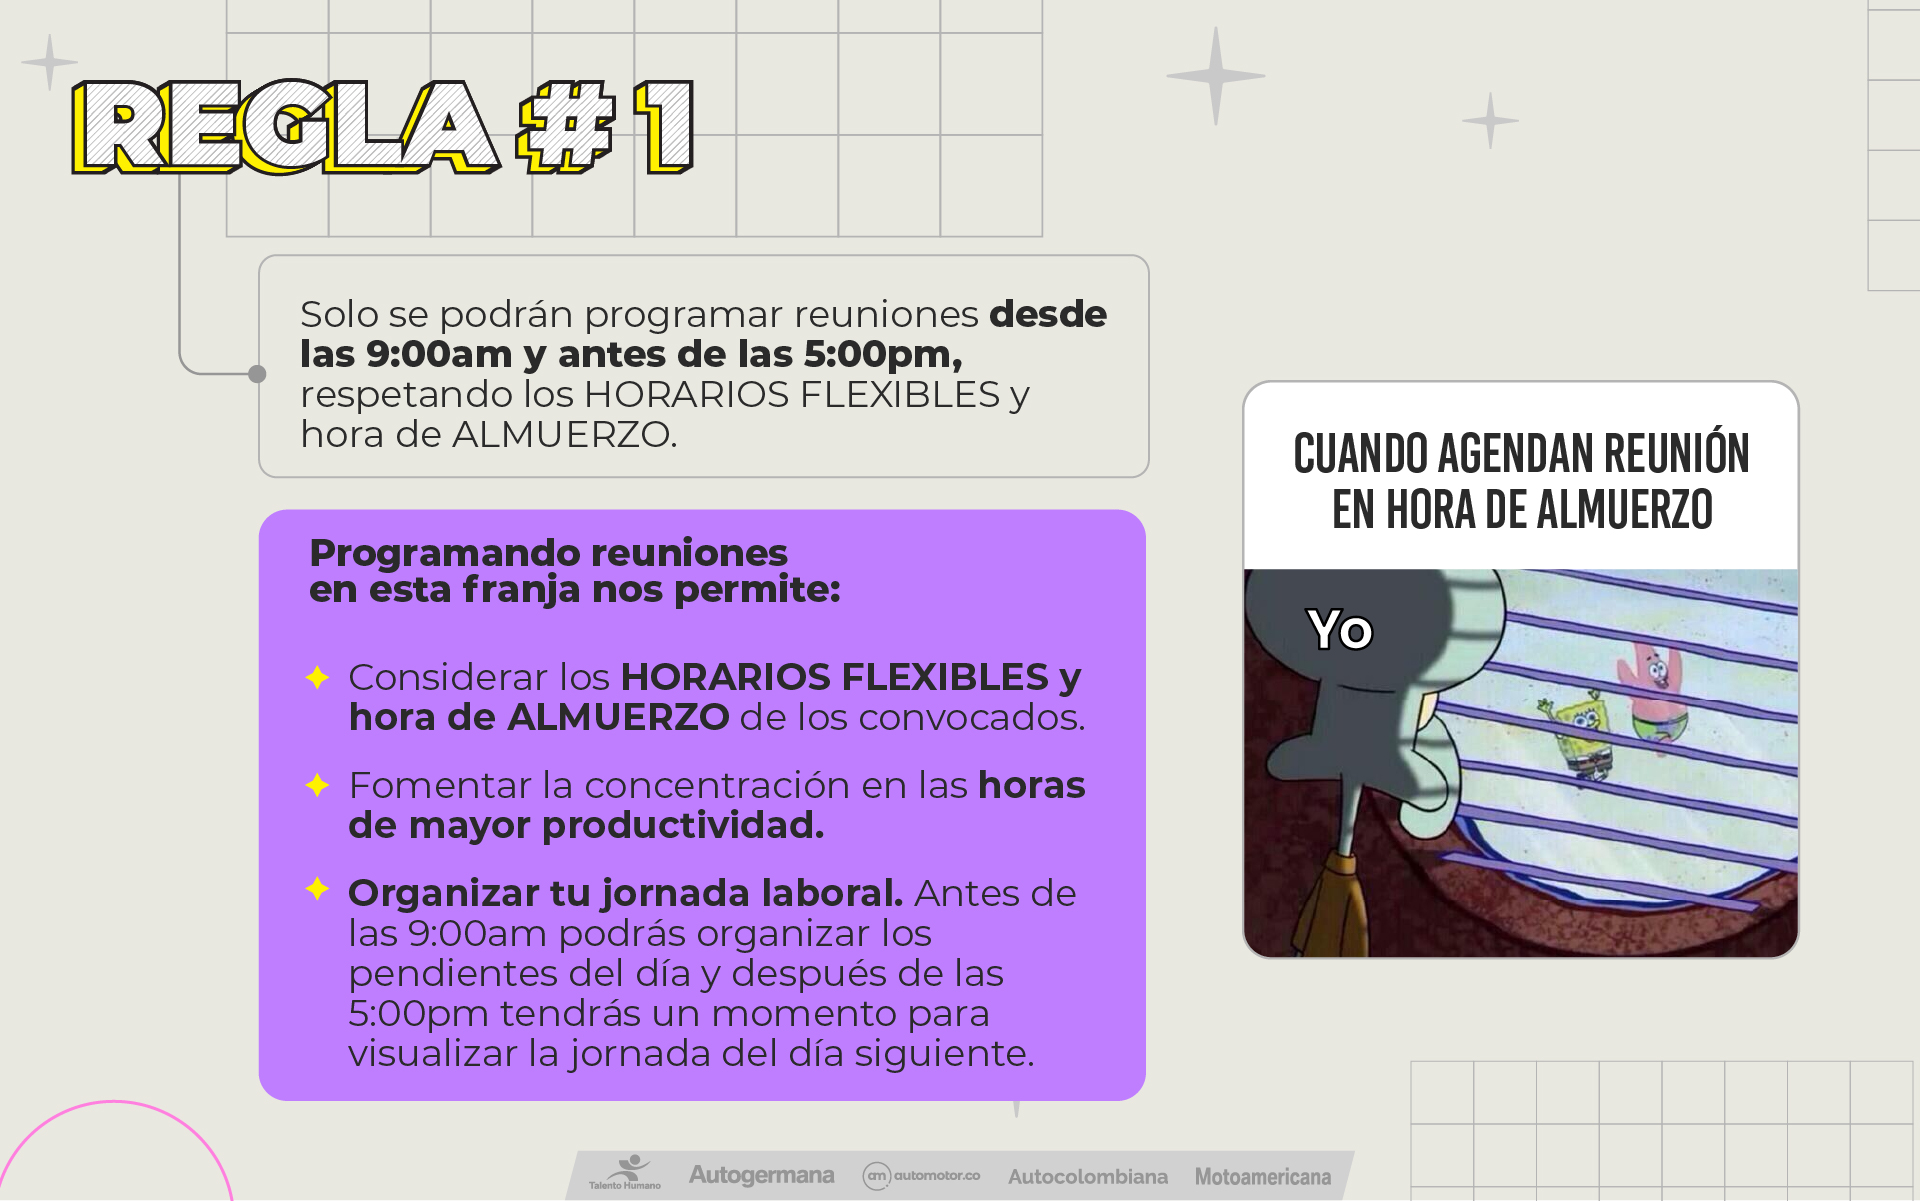 REGLA # 1
Solo se podrán programar reuniones desde
las 9:00am y antes de las 5:00pm,
respetando los HORARIOS FLEXIBLES y
hora de ALMUERZO.
Programando reuniones
en esta franja nos permite:
Considerar los HORARIOS FLEXIBLES y
hora de ALMUERZO de los convocados.
Fomentar la concentración en las horas
de mayor productividad.
Organizar tu jornada laboral. Antes de
las 9:00am podrás organizar los
pendientes del día y después de las
5:00pm tendrás un momento para
visualizar la jornada del día siguiente.
CUANDO AGENDAN REUNIÓN
EN HORA DE ALMUERZO
Yo
Talento Humano
Autogermana
am automotor.co
Autocolombiana
Motoamericana